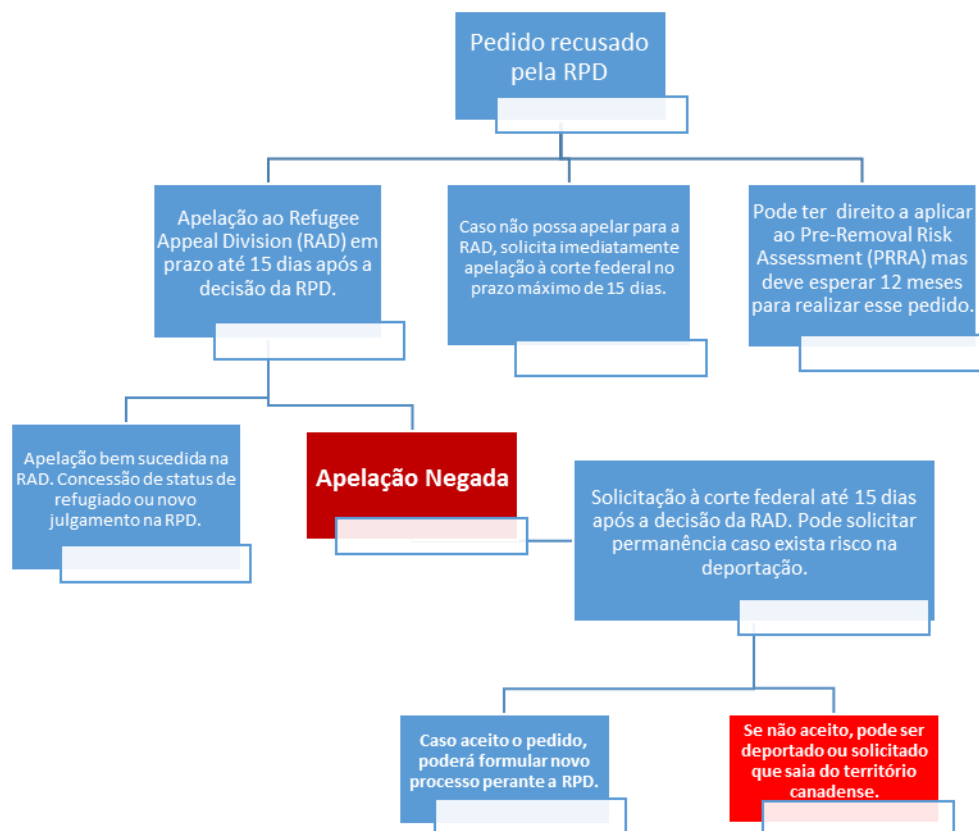 Pedido recusado
pela RPD
Apelação ao Refugee
Appeal Division (RAD) em
prazo até 15 dias após a
decisão da RPD.
Caso não possa apelar para a
RAD, solicita imediatamente
apelação à corte federal no
prazo máximo de 15 dias.
Pode ter direito a aplicar
ao Pre-Removal Risk
Assessment (PRRA) mas
deve esperar 12 meses
para realizar esse pedido.
Apelação bem sucedida na
RAD. Concessão de status de
refugiado ou novo
julgamento na RPD.
Apelação Negada
Solicitação à corte federal até 15 dias
após a decisão da RAD. Pode solicitar
permanência caso exista risco na
deportação.
Caso aceito o pedido,
poderá formular novo
processo perante a RPD.
Se não aceito, pode ser
deportado ou solicitado
que saia do território
canadense.